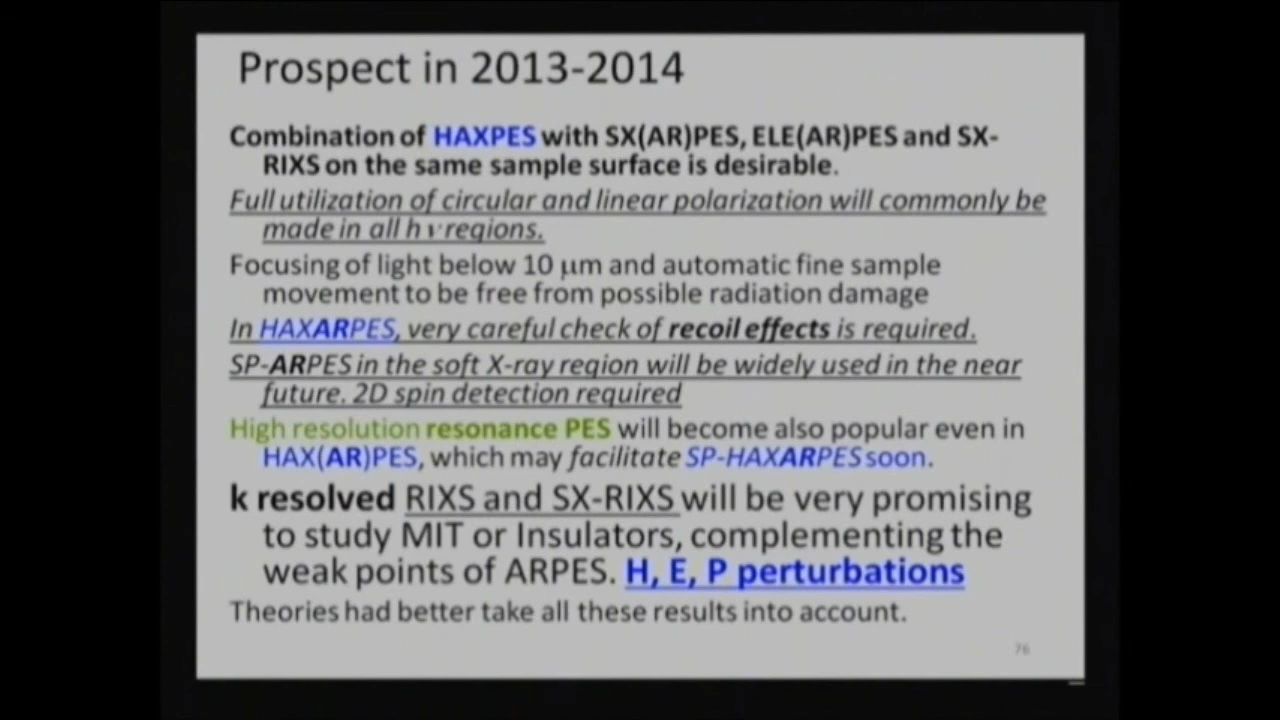 Prospect in 2013-2014
Combination of HAXPES with SX(AR)PES, ELE(AR)PES and SX-
RIXS on the same sample surface is desirable.
Full utilization of circular and linear polarization will commonly be
made in all hν regions.
Focusing of light below 10 μm and automatic fine sample
movement to be free from possible radiation damage
In HAXARPES, very careful check of recoil effects is required.
SP-ARPES in the soft X-ray region will be widely used in the near
future. 2D spin detection required
High resolution resonance PES will become also popular even in
HAX(AR)PES, which may facilitate SP-HAXARPES soon.
k resolved RIXS and SX-RIXS will be very promising
to study MIT or Insulators, complementing the
weak points of ARPES. H, E, P perturbations
Theories had better take all these results into account.
76